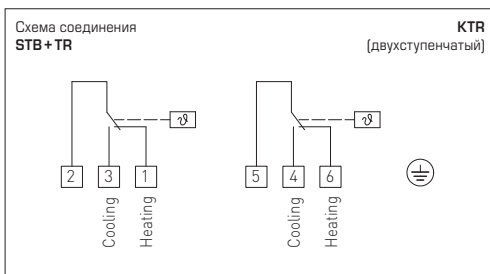 Схема соединения
STB + TR
KTR
(двухступенчатый)
ϑ
ϑ
2 3 1
5 4 6
Cooling
Heating
Cooling
Heating